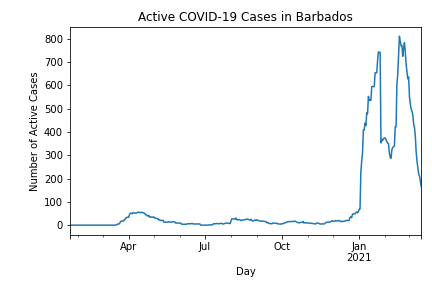 Active COVID-19 Cases in Barbados
800
700
600
500
400
300
200
100
0
Number of Active Cases
Apr
Jul
Oct
Jan
2021
Day